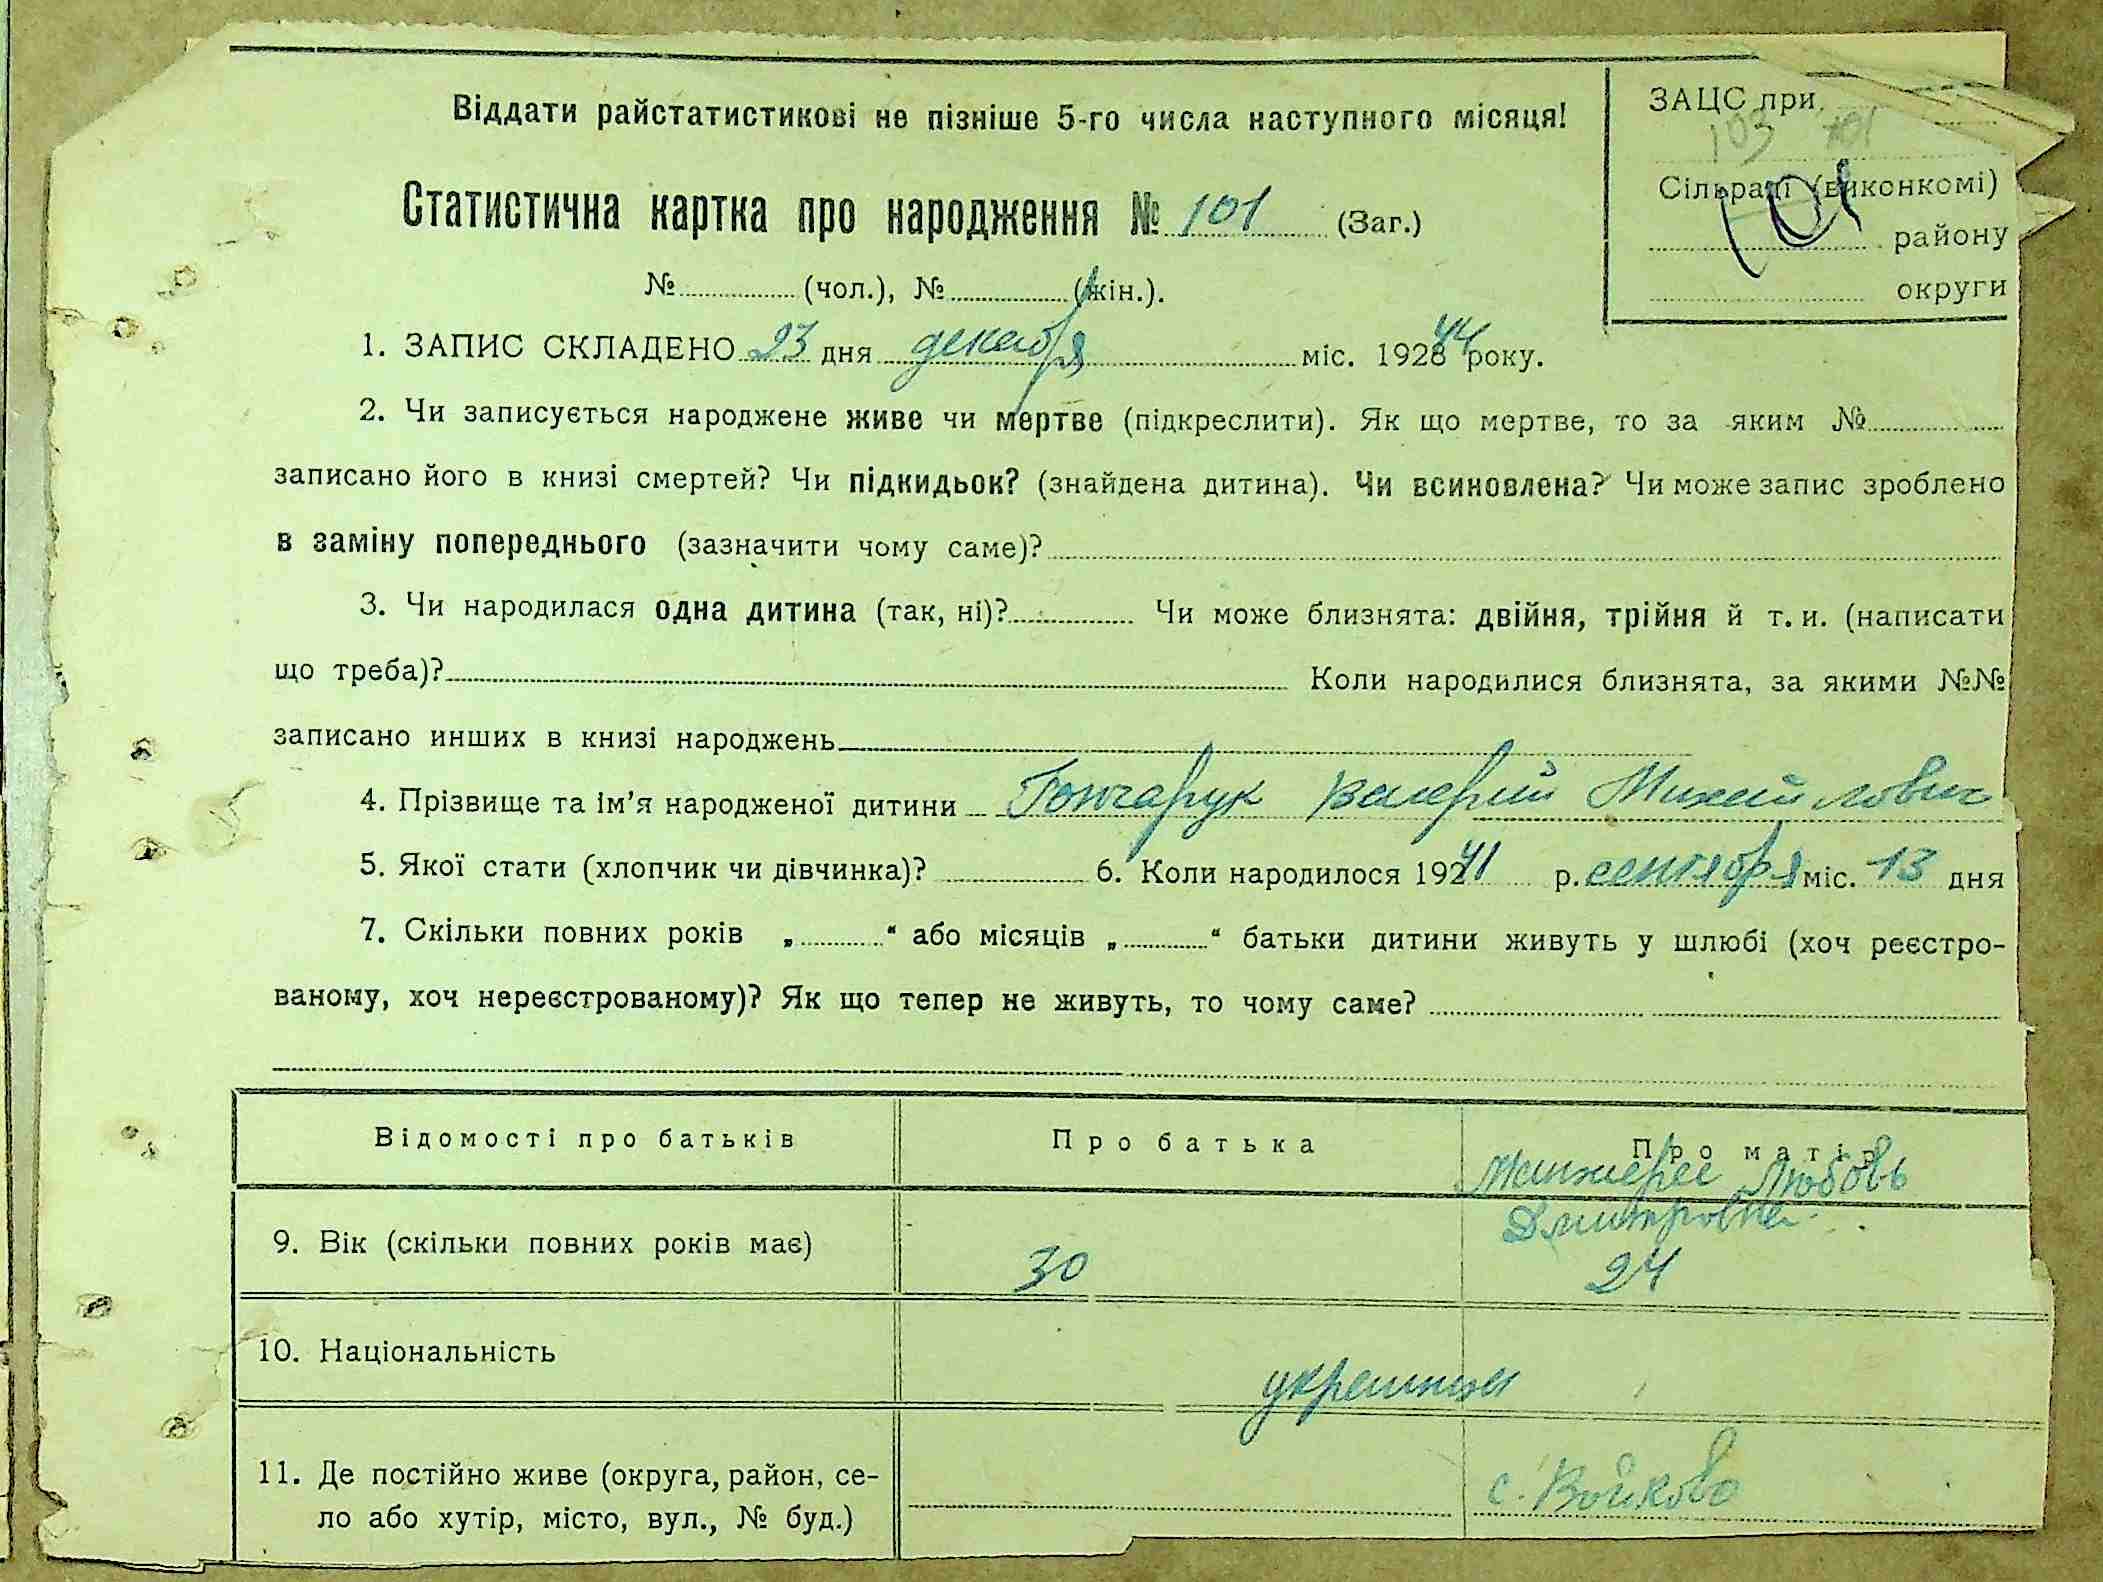 Віддати райстатистикові не пізніше 5-го числа наступного місяця!
ЗАЦС при
103 101
Сільраді (виконкомі)
101
району
округи
Статистична картка про народження № 101 (Заг.)
№ (чол.), № (жін.).
1. ЗАПИС СКЛАДЕНО 23 дня декабря міс. 1928 44 року.
2. Чи записується народжене живе чи мертве (підкреслити). Як що мертве, то за яким №
записано його в книзі смертей? Чи підкидьок? (знайдена дитина). Чи всиновлена? Чи може запис зроблено
в заміну попереднього (зазначити чому саме)?
3. Чи народилася одна дитина (так, ні)? Чи може близнята: двійня, трійня й т. и. (написати
що треба)? Коли народилися близнята, за якими №№
записано инших в книзі народжень
4. Прізвище та ім’я народженої дитини Гончарук Валерий Михайлович
5. Якої стати (хлопчик чи дівчинка)? 6. Коли народилося 192 41 р. сентября міс. 13 дня
7. Скільки повних років „ “ або місяців „ “ батьки дитини живуть у шлюбі (хоч реєстро-
ваному, хоч нереєстрованому)? Як що тепер не живуть, то чому саме?
Відомості про батьків Про батька Про матір
Любовь
Дмитровна
9. Вік (скільки повних років має) 30 24
10. Національність украинцы
11. Де постійно живе (округа, район, се-
ло або хутір, місто, вул., № буд.) с. Войково